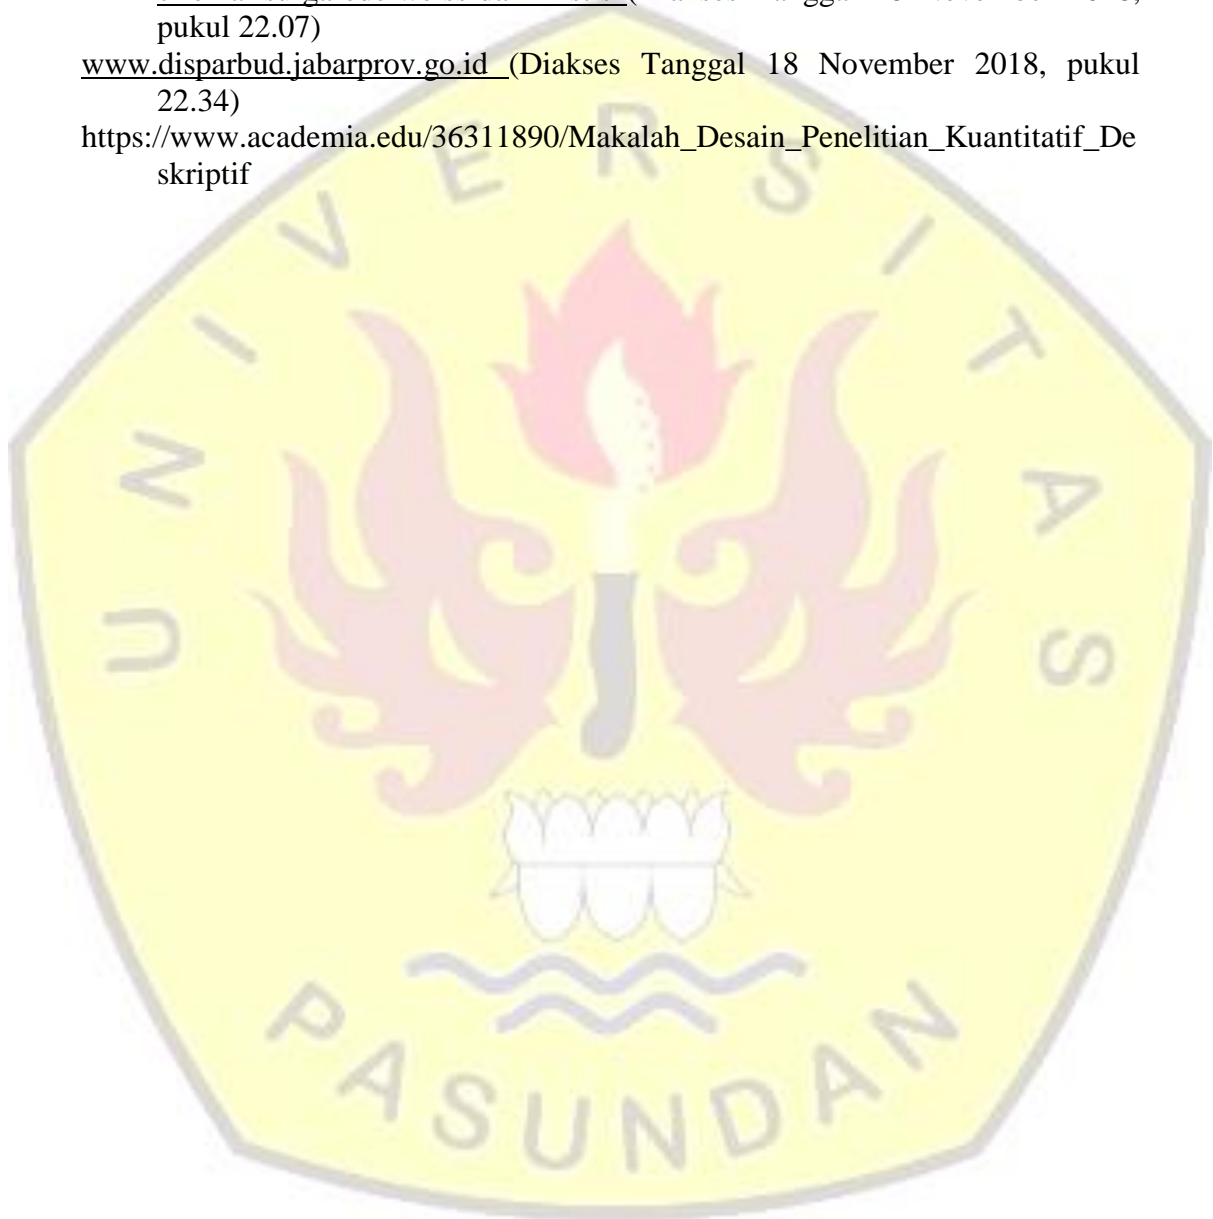 pukul 22.07)
www.disparbud.jabarprov.go.id (Diakses Tanggal 18 November 2018, pukul
22.34)
https://www.academia.edu/36311890/Makalah_Desain_Penelitian_Kuantitatif_De
skriptif
UNIVERSITAS
PASUNDAN